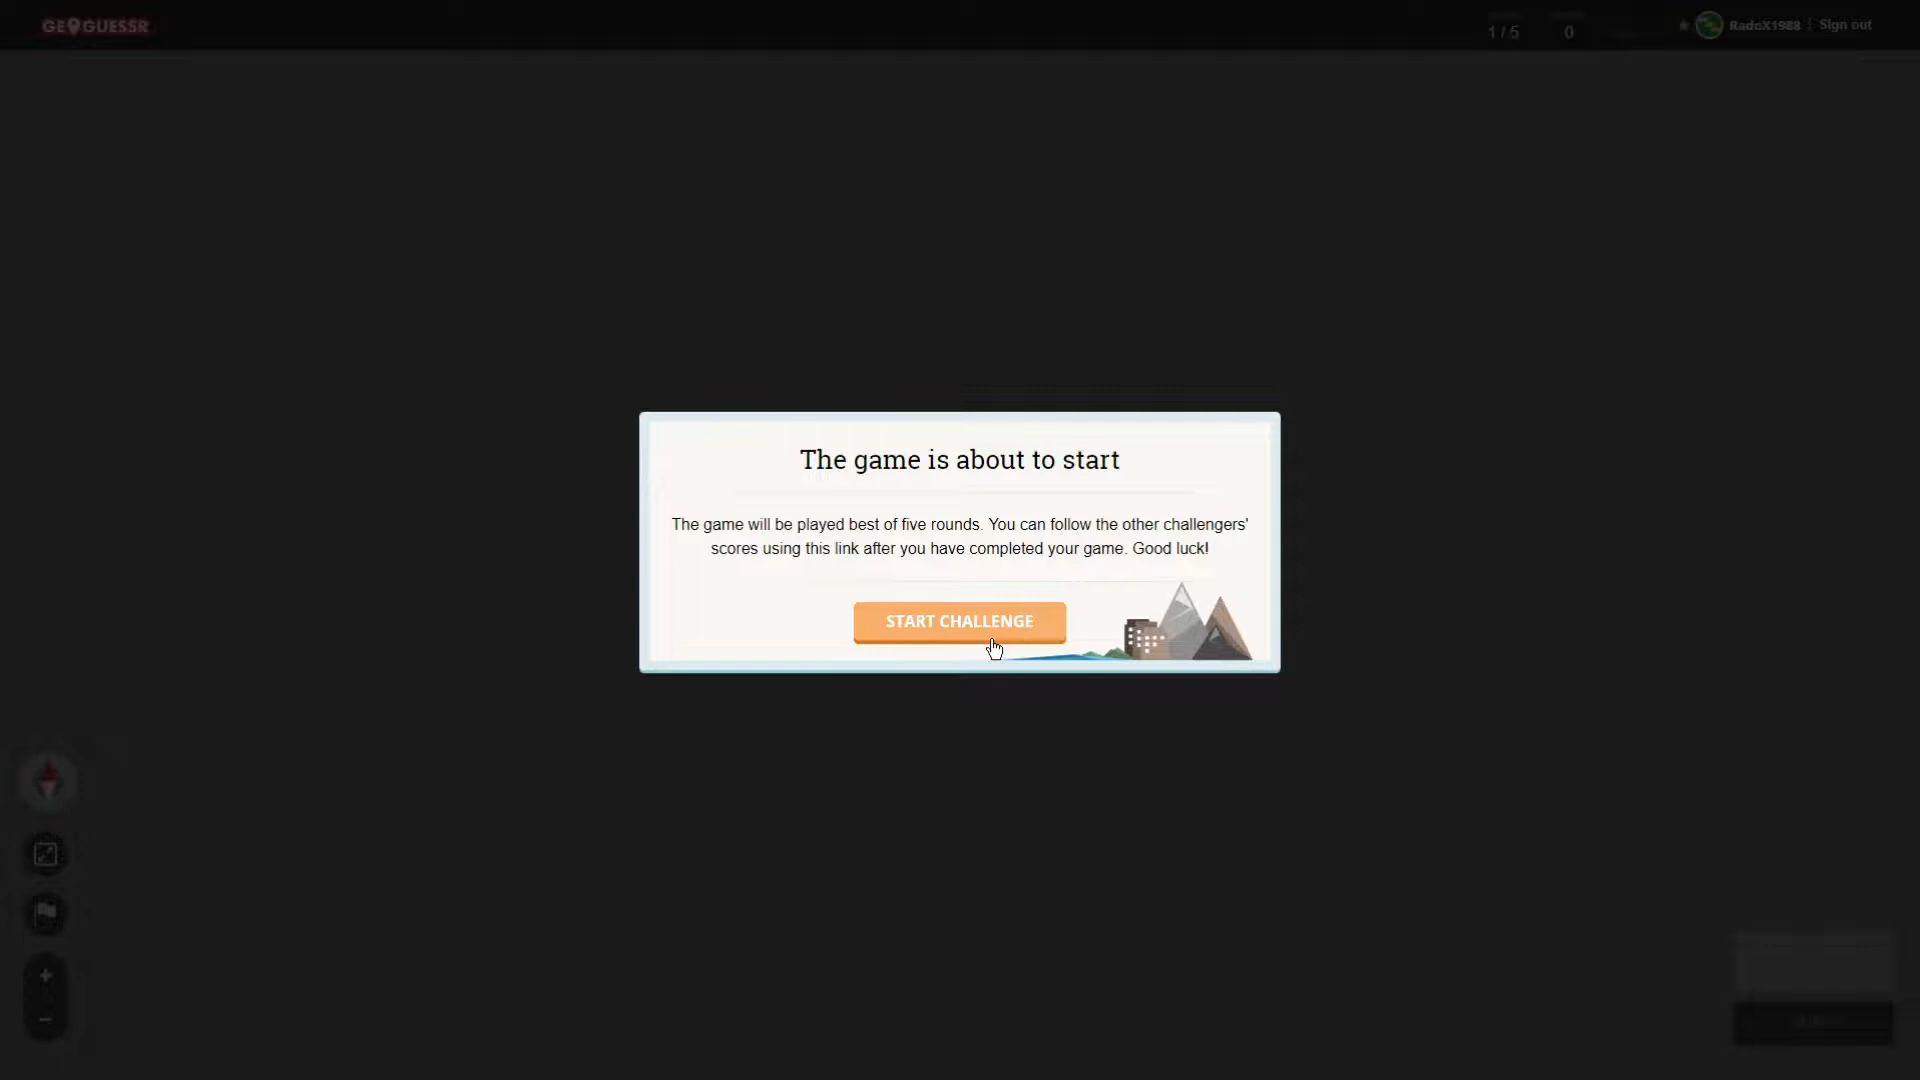 GEOGUESSR
1 / 5
0
RadoX1988
Sign out
The game is about to start
The game will be played best of five rounds. You can follow the other challengers'
scores using this link after you have completed your game. Good luck!
START CHALLENGE